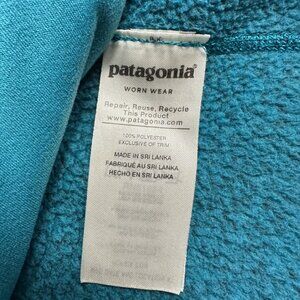 patagonia®
WORN WEAR
Repair, Reuse, Recycle
This Product
www.patagonia.com
100% POLYESTER
EXCLUSIVE OF TRIM
MADE IN SRI LANKA
FABRIQUÉ AU SRI LANKA
HECHO EN SRI LANKA